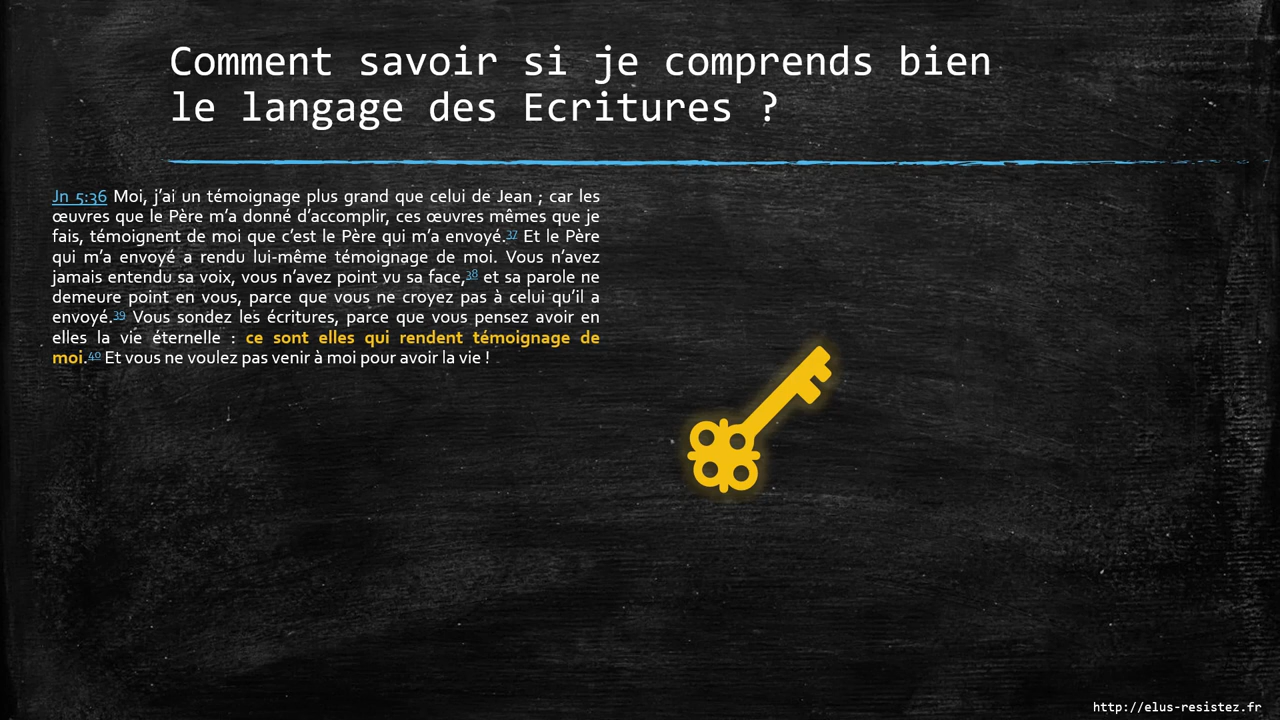 Comment savoir si je comprends bien
le langage des Ecritures ?
Jn 5:36 Moi, j’ai un témoignage plus grand que celui de Jean ; car les
œuvres que le Père m’a donné d’accomplir, ces œuvres mêmes que je
fais, témoignent de moi que c’est le Père qui m’a envoyé.37 Et le Père
qui m’a envoyé a rendu lui-même témoignage de moi. Vous n’avez
jamais entendu sa voix, vous n’avez point vu sa face,38 et sa parole ne
demeure point en vous, parce que vous ne croyez pas à celui qu’il a
envoyé.39 Vous sondez les écritures, parce que vous pensez avoir en
elles la vie éternelle : ce sont elles qui rendent témoignage de
moi.40 Et vous ne voulez pas venir à moi pour avoir la vie !
http://elus-resistez.fr